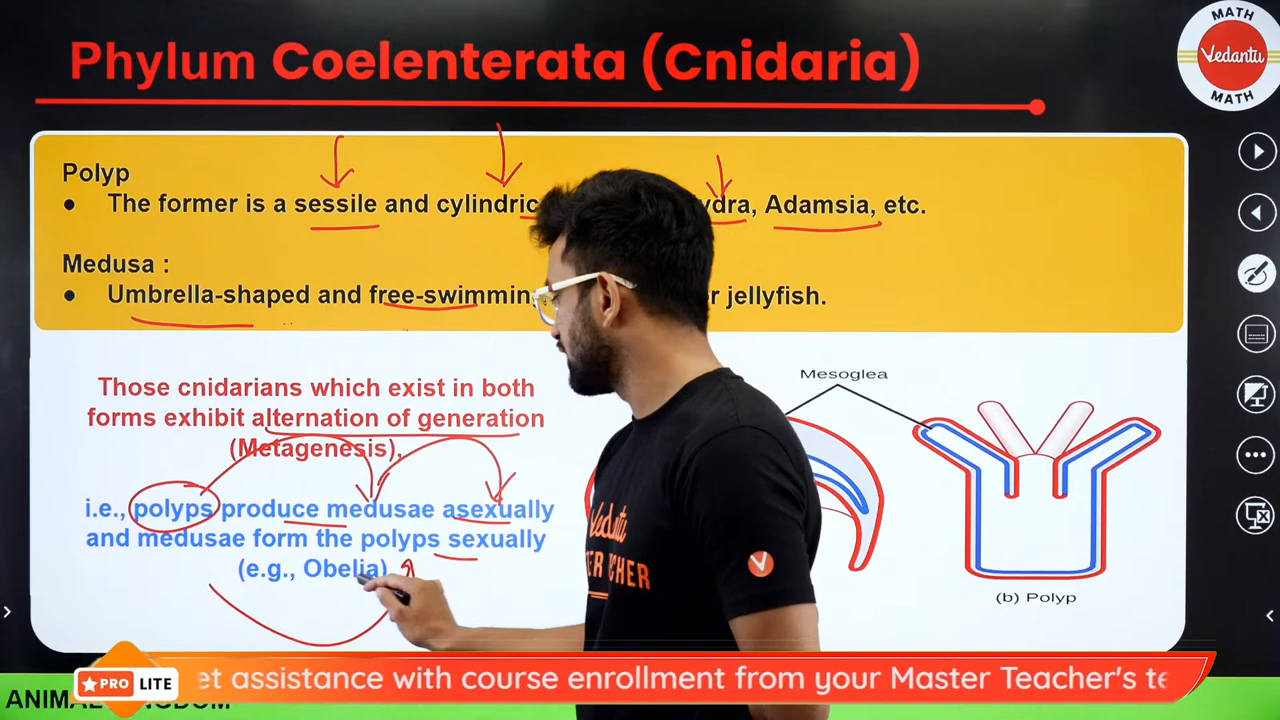 Phylum Coelenterata (Cnidaria)
MATH
Vedantu
MATH
Polyp
● The former is a sessile and cylindric ydra, Adamsia, etc.
Medusa :
● Umbrella-shaped and free-swimmin r jellyfish.
Those cnidarians which exist in both
forms exhibit alternation of generation
(Metagenesis),
i.e., polyps produce medusae asexually
and medusae form the polyps sexually
(e.g., Obelia)
Mesoglea
(b) Polyp
Vedantu
CHER
V
PRO LITE
et assistance with course enrollment from your Master Teacher's te